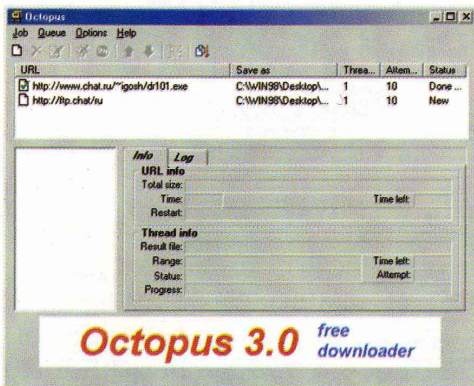 Octopus
Job Queue Options Help
URL Save as Threa... Attem... Status
http://www.chat.ru/~igosh/dr101.exe C:\WIN98\Desktop\... 1 10 Done ...
http://ftp.chat/ru C:\WIN98\Desktop\... 1 10 New
Info Log
URL info
Total size:
Time: Time left:
Restart:
Thread info
Result file:
Range: Time left:
Status: Attempt:
Progress:
Octopus 3.0 free downloader